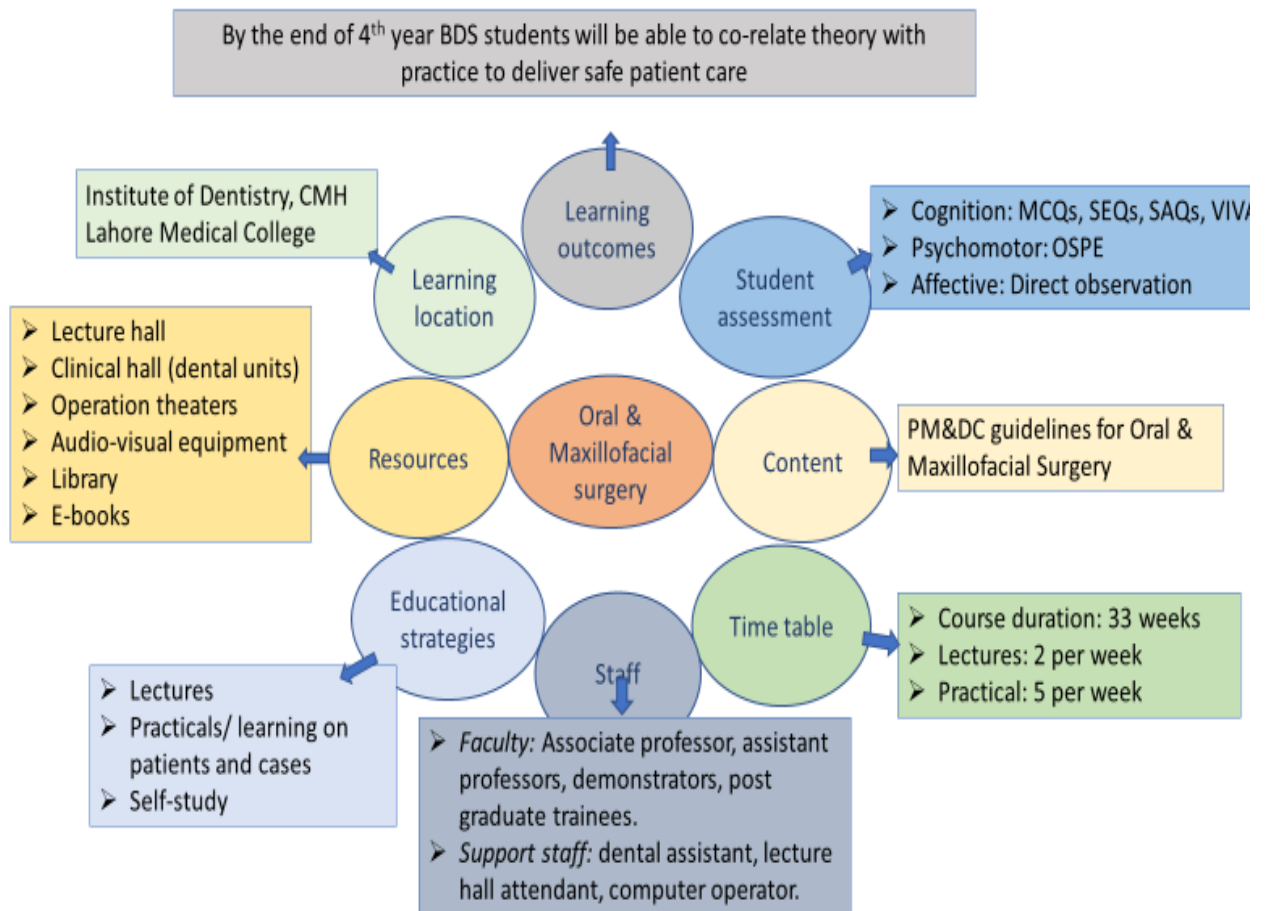 By the end of 4th year BDS students will be able to co-relate theory with
practice to deliver safe patient care
Learning
outcomes
Institute of Dentistry, CMH
Lahore Medical College
Learning
location
Student
assessment
➢ Cognition: MCQs, SEQs, SAQs, VIVA
➢ Psychomotor: OSPE
➢ Affective: Direct observation
➢ Lecture hall
➢ Clinical hall (dental units)
➢ Operation theaters
➢ Audio-visual equipment
➢ Library
➢ E-books
Resources
Oral &
Maxillofacial
surgery
Content
PM&DC guidelines for Oral &
Maxillofacial Surgery
Educational
strategies
➢ Lectures
➢ Practicals/ learning on
patients and cases
➢ Self-study
Staff
➢ Faculty: Associate professor, assistant
professors, demonstrators, post
graduate trainees.
➢ Support staff: dental assistant, lecture
hall attendant, computer operator.
Time table
➢ Course duration: 33 weeks
➢ Lectures: 2 per week
➢ Practical: 5 per week